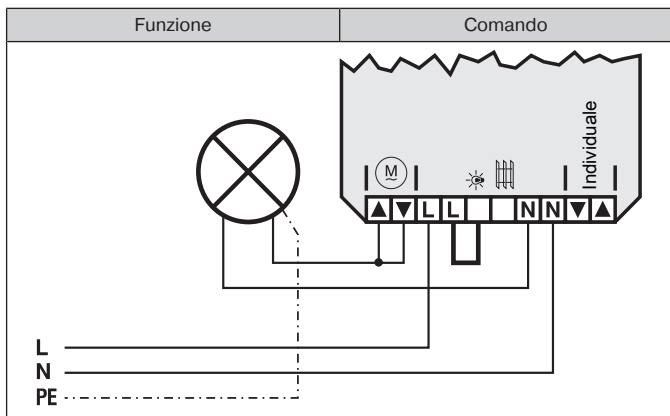 Funzione Comando
Individuale
M
~
▲ ▼ L L N N ▼ ▲
L
N
PE